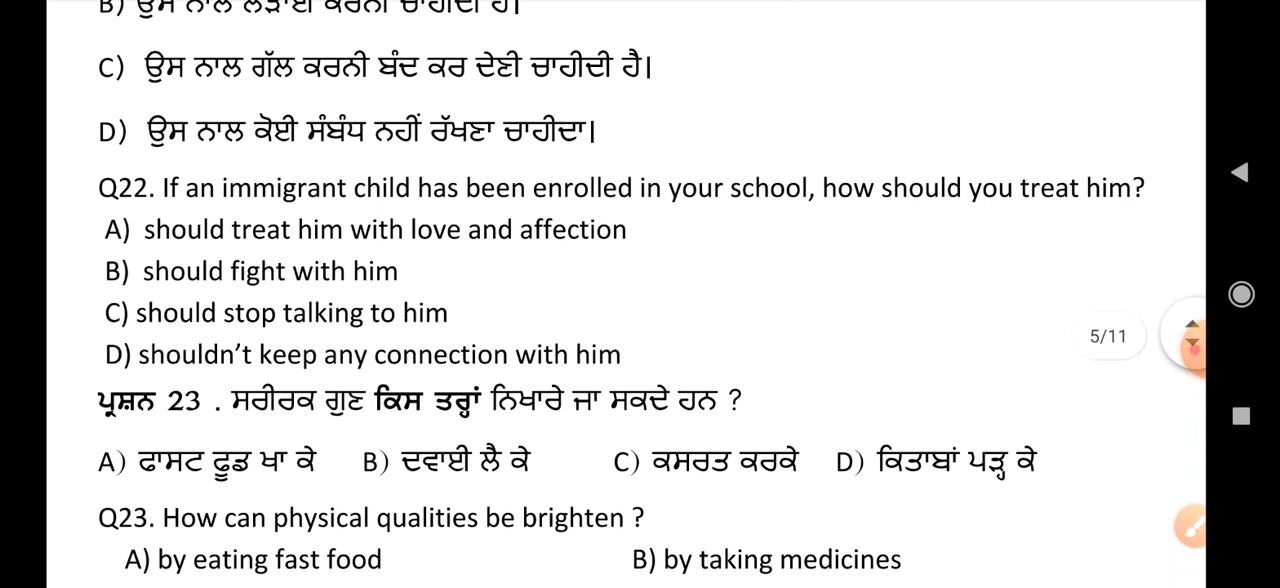 B) ਉਸ ਨਾਲ ਲੜਾਈ ਕਰਨੀ ਚਾਹੀਦੀ ਹੈ।
C) ਉਸ ਨਾਲ ਗੱਲ ਕਰਨੀ ਬੰਦ ਕਰ ਦੇਣੀ ਚਾਹੀਦੀ ਹੈ।
D) ਉਸ ਨਾਲ ਕੋਈ ਸੰਬੰਧ ਨਹੀਂ ਰੱਖਣਾ ਚਾਹੀਦਾ।
Q22. If an immigrant child has been enrolled in your school, how should you treat him?
A) should treat him with love and affection
B) should fight with him
C) should stop talking to him
5/11
D) shouldn’t keep any connection with him
ਪ੍ਰਸ਼ਨ 23 . ਸਰੀਰਕ ਗੁਣ ਕਿਸ ਤਰ੍ਹਾਂ ਨਿਖਾਰੇ ਜਾ ਸਕਦੇ ਹਨ ?
A) ਫਾਸਟ ਫੂਡ ਖਾ ਕੇ B) ਦਵਾਈ ਲੈ ਕੇ C) ਕਸਰਤ ਕਰਕੇ D) ਕਿਤਾਬਾਂ ਪੜ੍ਹ ਕੇ
Q23. How can physical qualities be brighten ?
A) by eating fast food B) by taking medicines